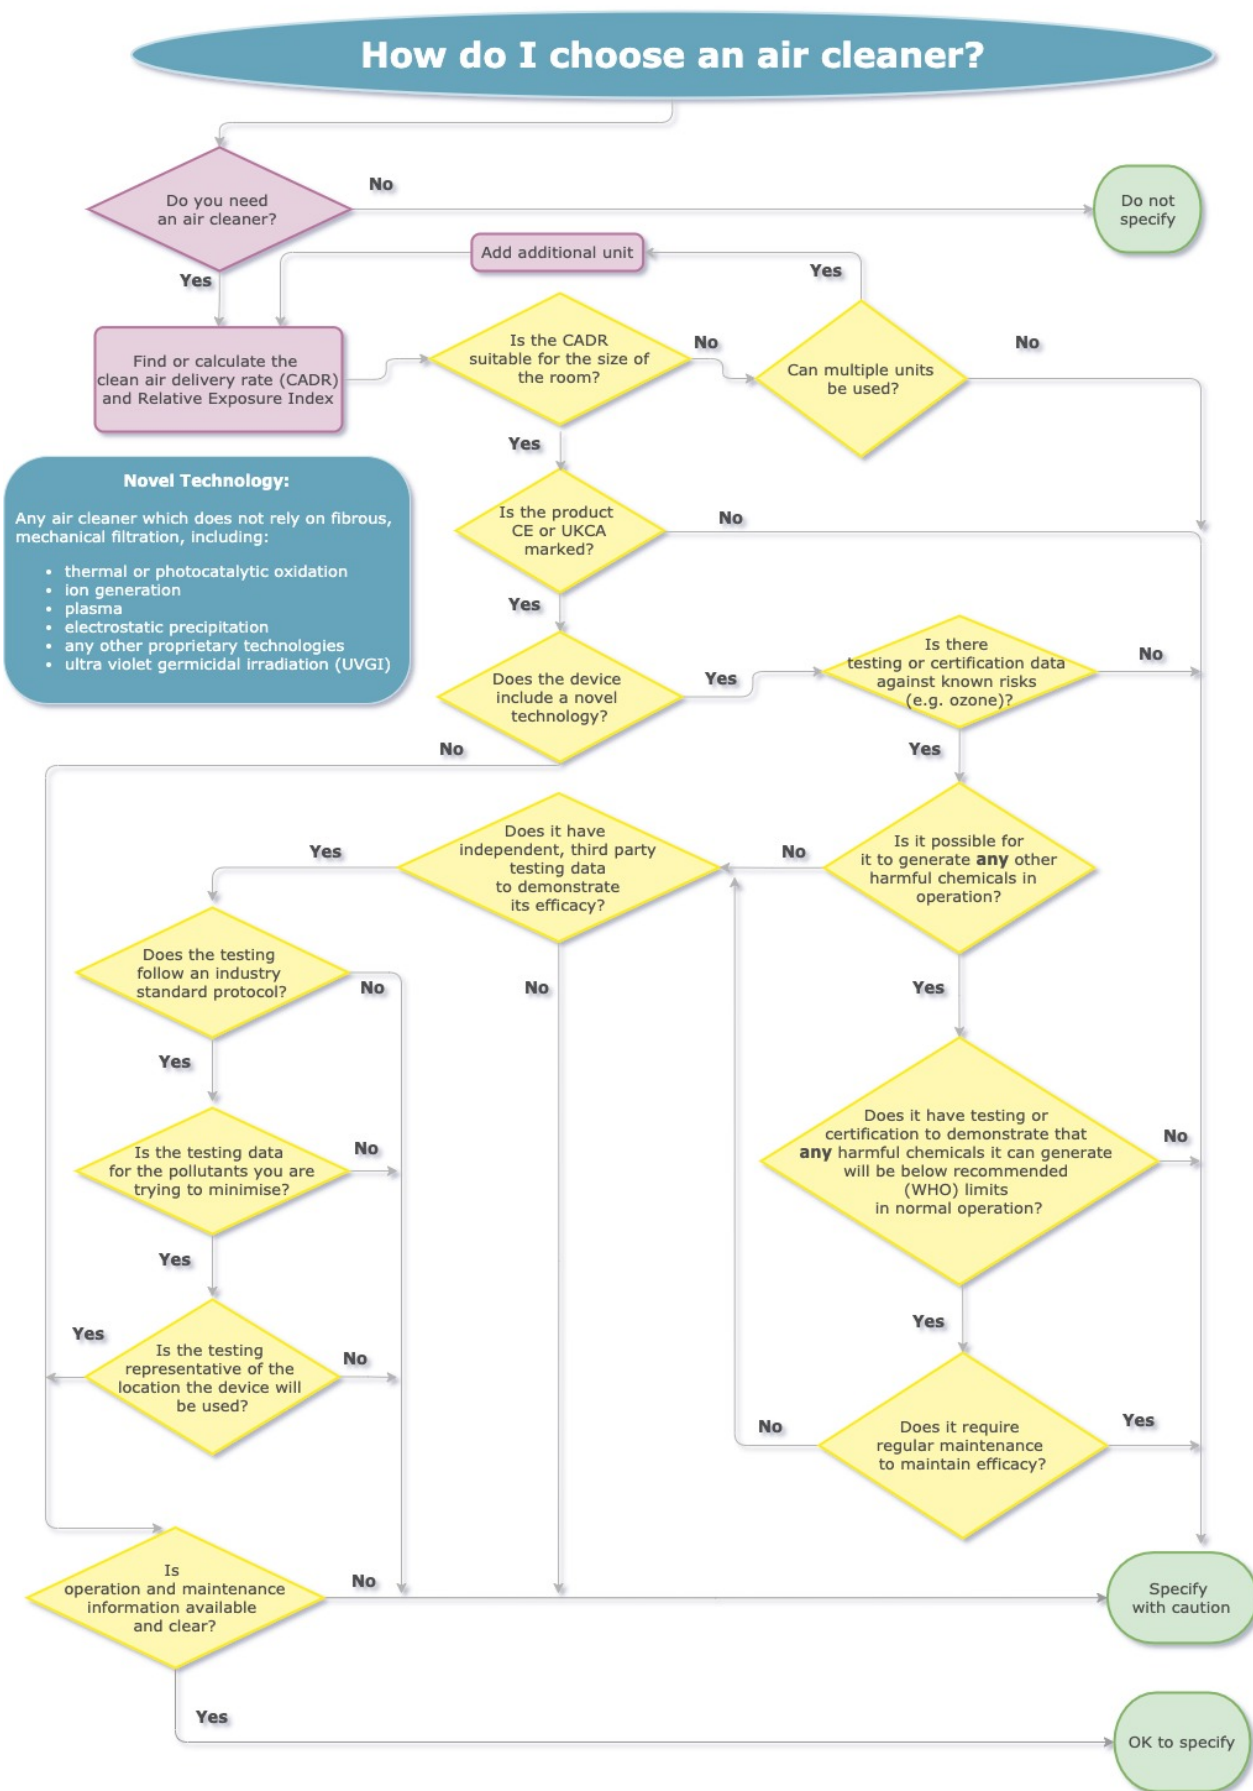 How do I choose an air cleaner?
Do you need
an air cleaner?
No
Do not
specify
Yes
Add additional unit
Yes
Find or calculate the
clean air delivery rate (CADR)
and Relative Exposure Index
Is the CADR
suitable for the size of
the room?
No
Can multiple units
be used?
No
Yes
Novel Technology:
Any air cleaner which does not rely on fibrous,
mechanical filtration, including:
• thermal or photocatalytic oxidation
• ion generation
• plasma
• electrostatic precipitation
• any other proprietary technologies
• ultra violet germicidal irradiation (UVGI)
Is the product
CE or UKCA
marked?
No
Yes
Does the device
include a novel
technology?
Yes
Is there
testing or certification data
against known risks
(e.g. ozone)?
No
No
Yes
Does it have
independent, third party
testing data
to demonstrate
its efficacy?
Yes
No
Is it possible for
it to generate any other
harmful chemicals in
operation?
Does the testing
follow an industry
standard protocol?
No
No
Yes
Yes
Does it have testing or
certification to demonstrate that
any harmful chemicals it can generate
will be below recommended
(WHO) limits
in normal operation?
No
Is the testing data
for the pollutants you are
trying to minimise?
No
Yes
Yes
Yes
Is the testing
representative of the
location the device will
be used?
No
No
Does it require
regular maintenance
to maintain efficacy?
Yes
Is
operation and maintenance
information available
and clear?
No
Specify
with caution
Yes
OK to specify